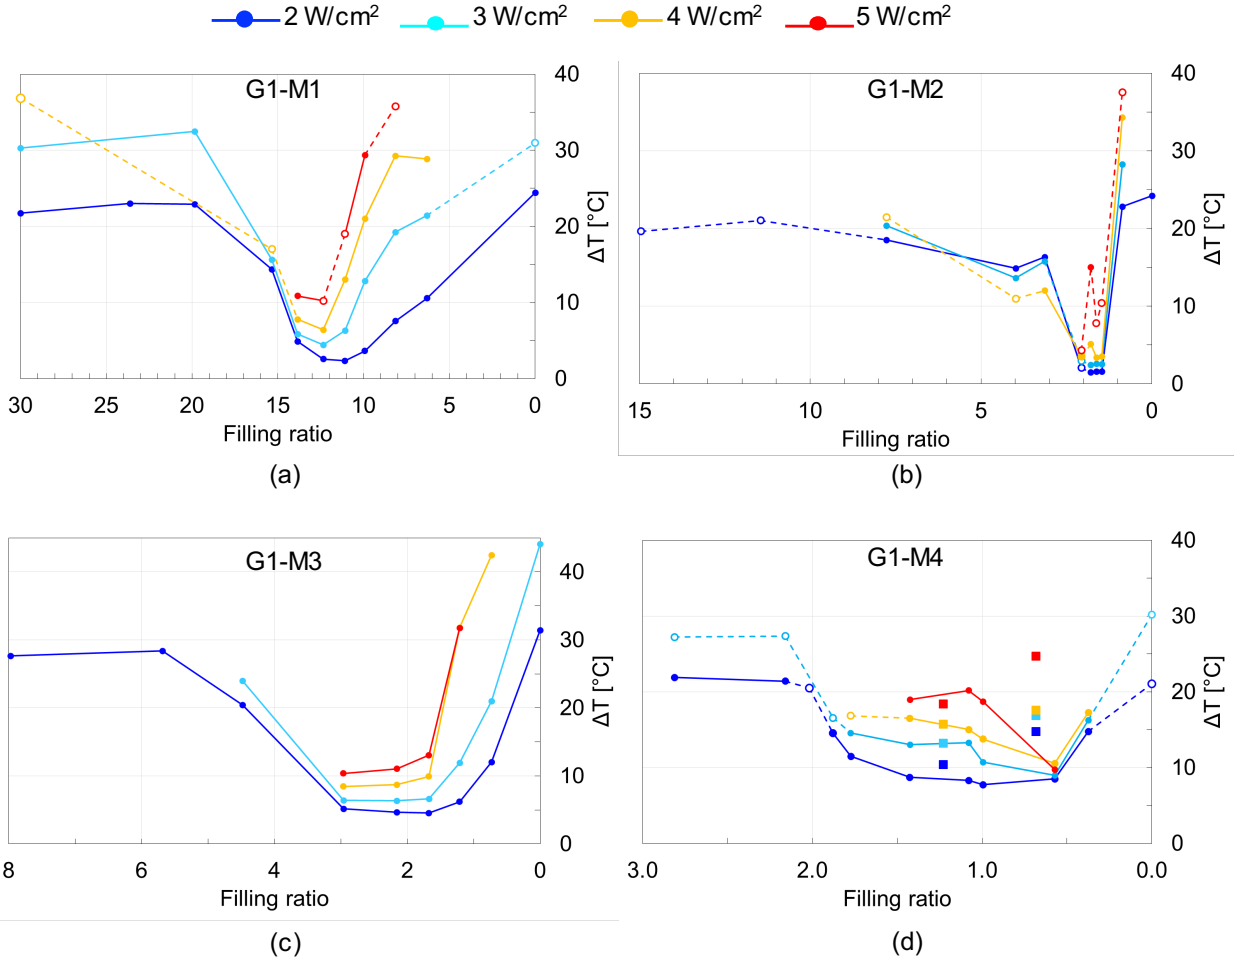 2 W/cm² 3 W/cm² 4 W/cm² 5 W/cm²
G1-M1
40
30
20
10
0
ΔT [°C]
30 25 20 15 10 5 0
Filling ratio
(a)
G1-M2
40
30
20
10
0
ΔT [°C]
15 10 5 0
Filling ratio
(b)
G1-M3
40
30
20
10
0
ΔT [°C]
8 6 4 2 0
Filling ratio
(c)
G1-M4
40
30
20
10
0
ΔT [°C]
3.0 2.0 1.0 0.0
Filling ratio
(d)